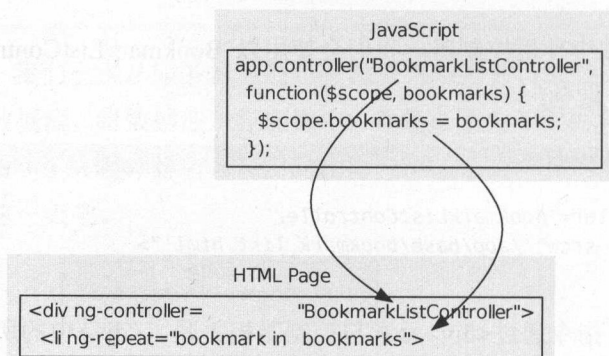 JavaScript
app.controller("BookmarkListController",
function($scope, bookmarks) {
$scope.bookmarks = bookmarks;
});
HTML Page
<div ng-controller= "BookmarkListController">
<li ng-repeat="bookmark in bookmarks">